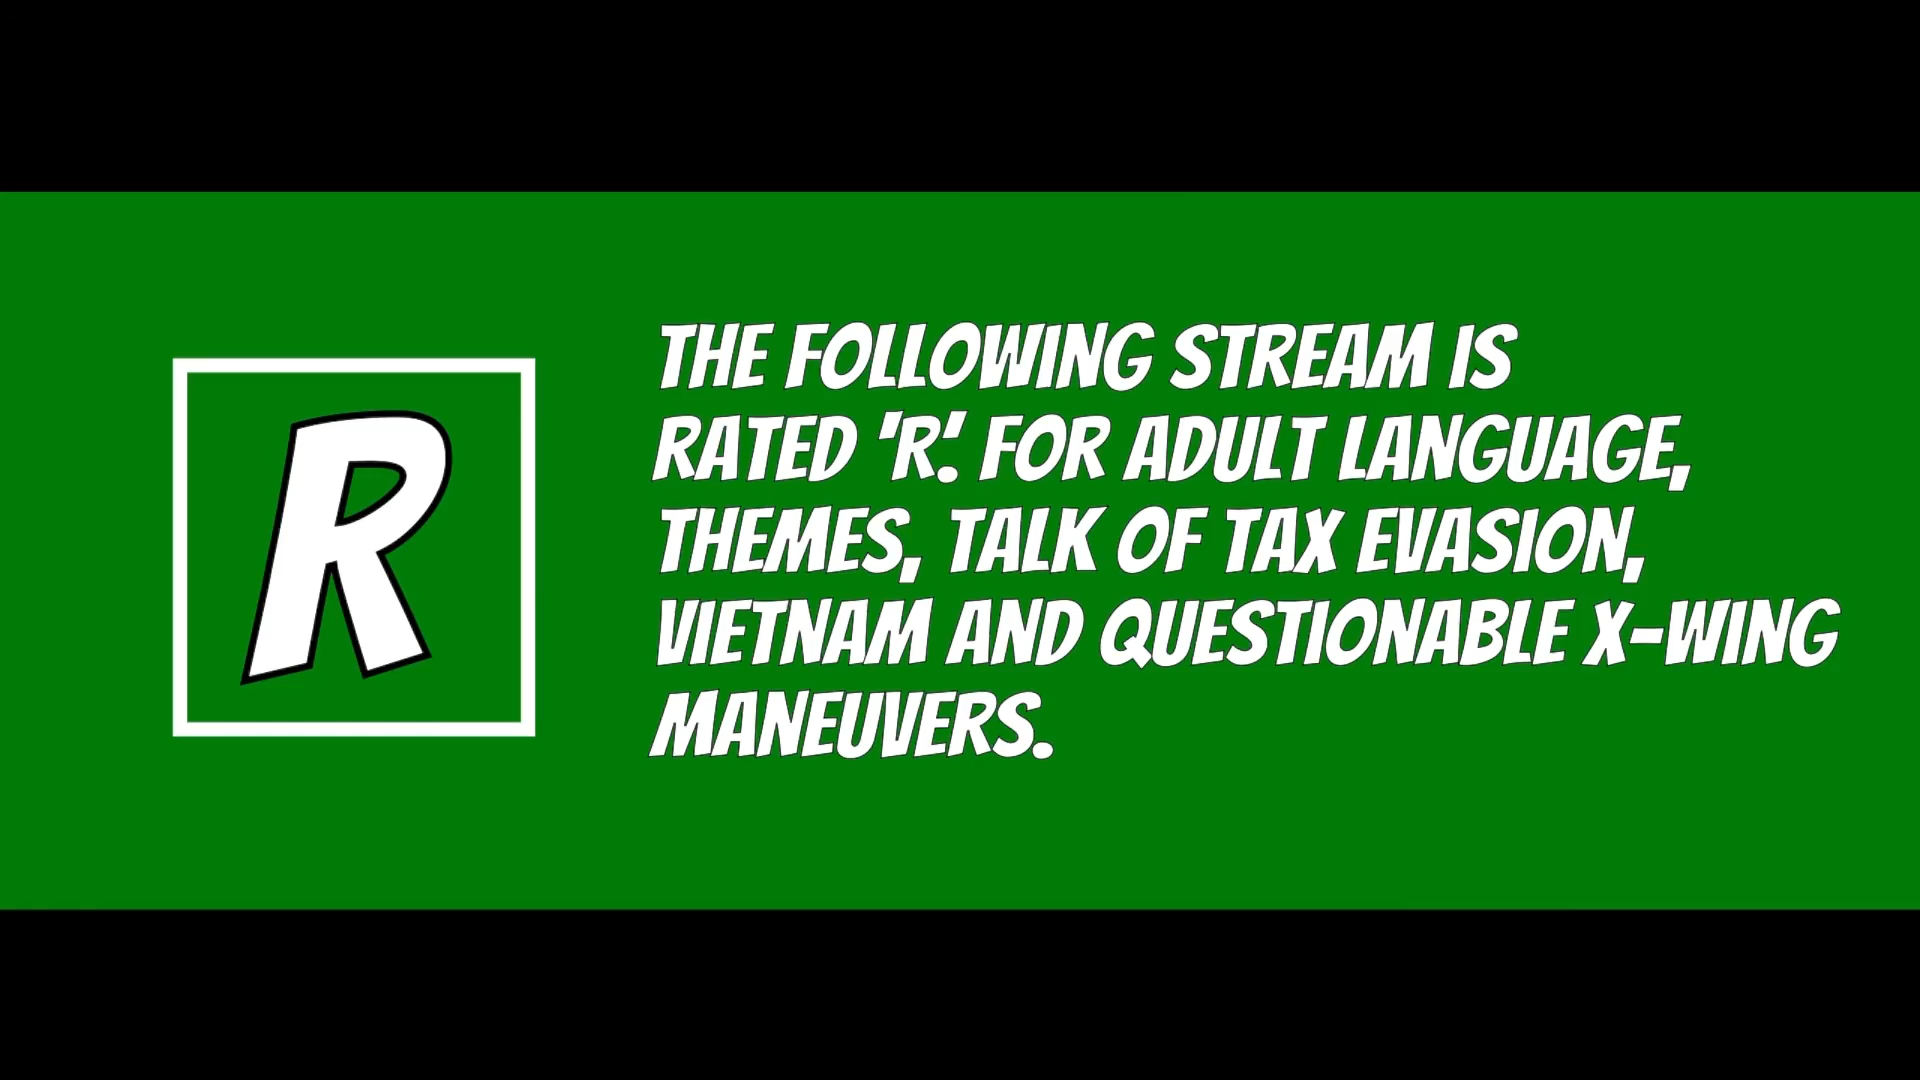 R
THE FOLLOWING STREAM IS
RATED 'R'. FOR ADULT LANGUAGE,
THEMES, TALK OF TAX EVASION,
VIETNAM AND QUESTIONABLE X-WING
MANEUVERS.